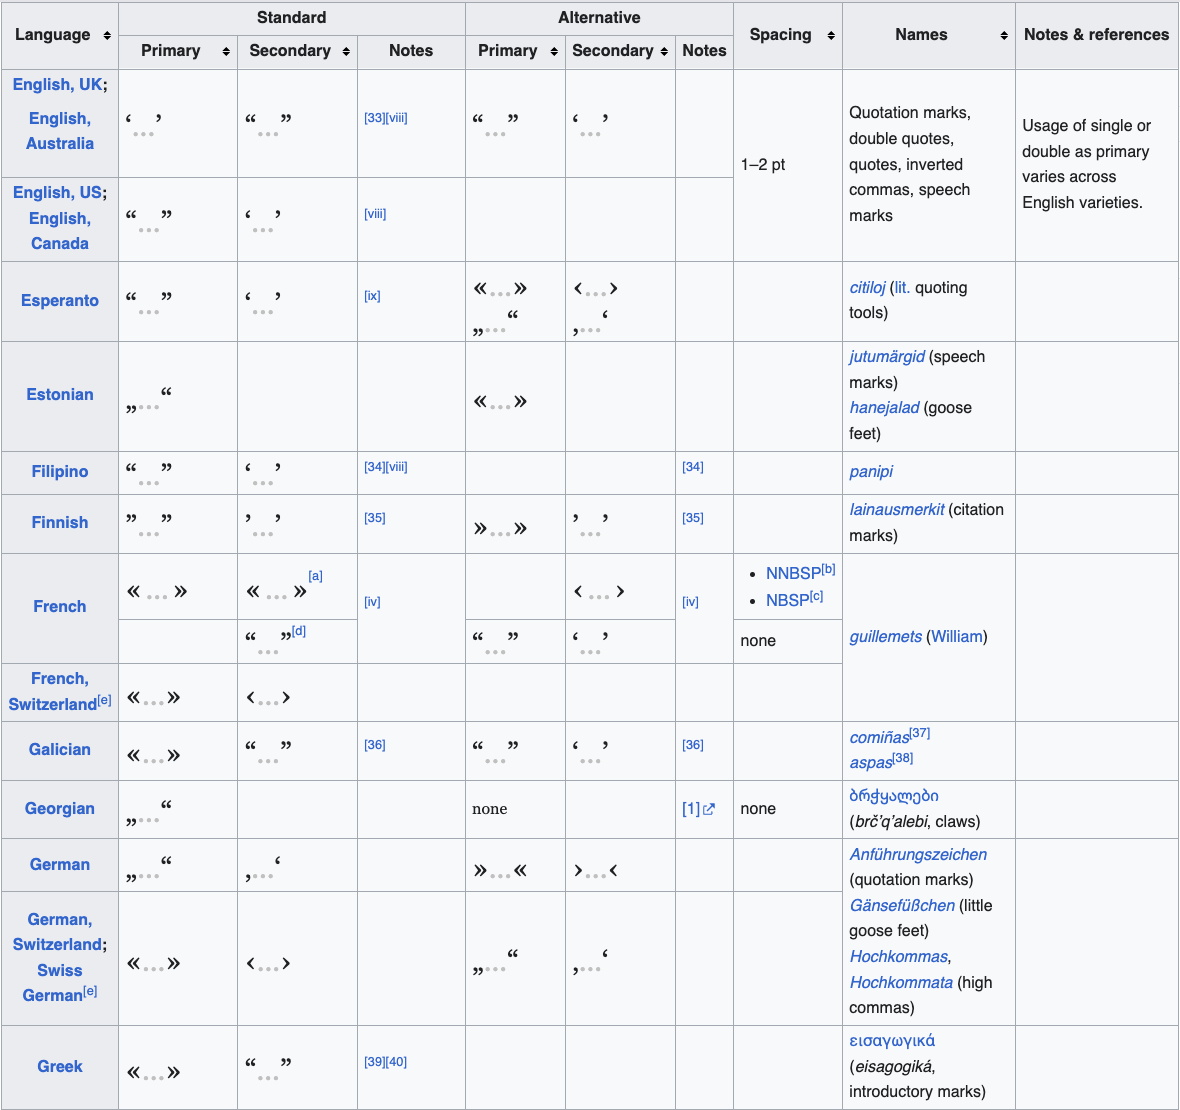 Language Standard Alternative Spacing Names Notes & references
Primary Secondary Notes Primary Secondary Notes
English, UK;
English,
Australia
‘…’ “…” [33][viii] “…” ‘…’
1–2 pt
Quotation marks,
double quotes,
quotes, inverted
commas, speech
marks
Usage of single or
double as primary
varies across
English varieties.
English, US;
English,
Canada
“…” ‘…’ [viii]
Esperanto “…” ‘…’ [ix]
«…» ‹…›
„…“ ‚…‘
citiloj (lit. quoting
tools)
Estonian „…“ «…»
jutumärgid (speech
marks)
hanejalad (goose
feet)
Filipino “…” ‘…’ [34][viii] [34] panipi
Finnish ”…” ’…’ [35] »…» ’…’ [35]
lainausmerkit (citation
marks)
French « … » « … »[a] [iv] ‹ … › [iv]
• NNBSP[b]
• NBSP[c]
“…”[d] “…” ‘…’ none
guillemets (William)
French,
Switzerland[e]
«…» ‹…›
Galician «…» “…” [36] “…” ‘…’ [36]
comiñas[37]
aspas[38]
Georgian „…“ none [1] none
ბრჭყალები
(brč’q’alebi, claws)
German „…“ ‚…‘ »…« ›…‹
Anführungszeichen
(quotation marks)
Gänsefüßchen (little
goose feet)
Hochkommas,
Hochkommata (high
commas)
German,
Switzerland;
Swiss
German[e]
«…» ‹…› „…“ ‚…‘
Greek «…» “…” [39][40]
εισαγωγικά
(eisagogiká,
introductory marks)